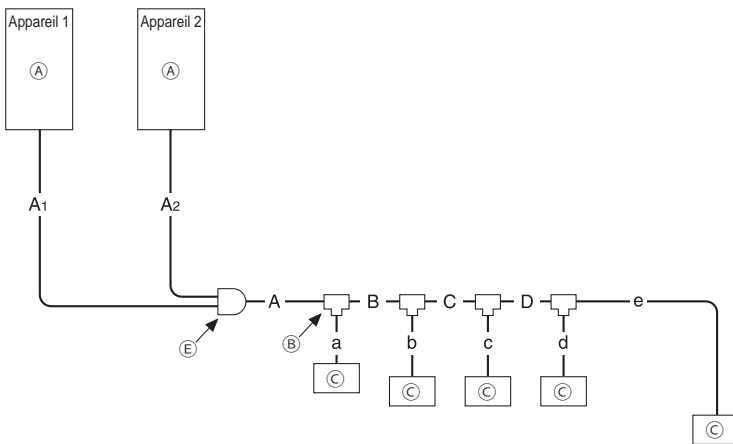 Appareil 1 Appareil 2
Ⓐ Ⓐ
A1 A2
A B C D e
Ⓔ Ⓑ a b c d
Ⓒ Ⓒ Ⓒ Ⓒ
Ⓒ